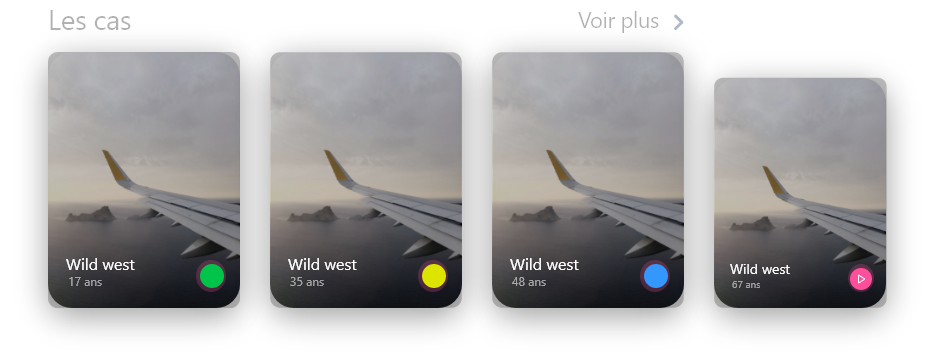 Les cas
Voir plus
Wild west
17 ans
Wild west
35 ans
Wild west
48 ans
Wild west
67 ans